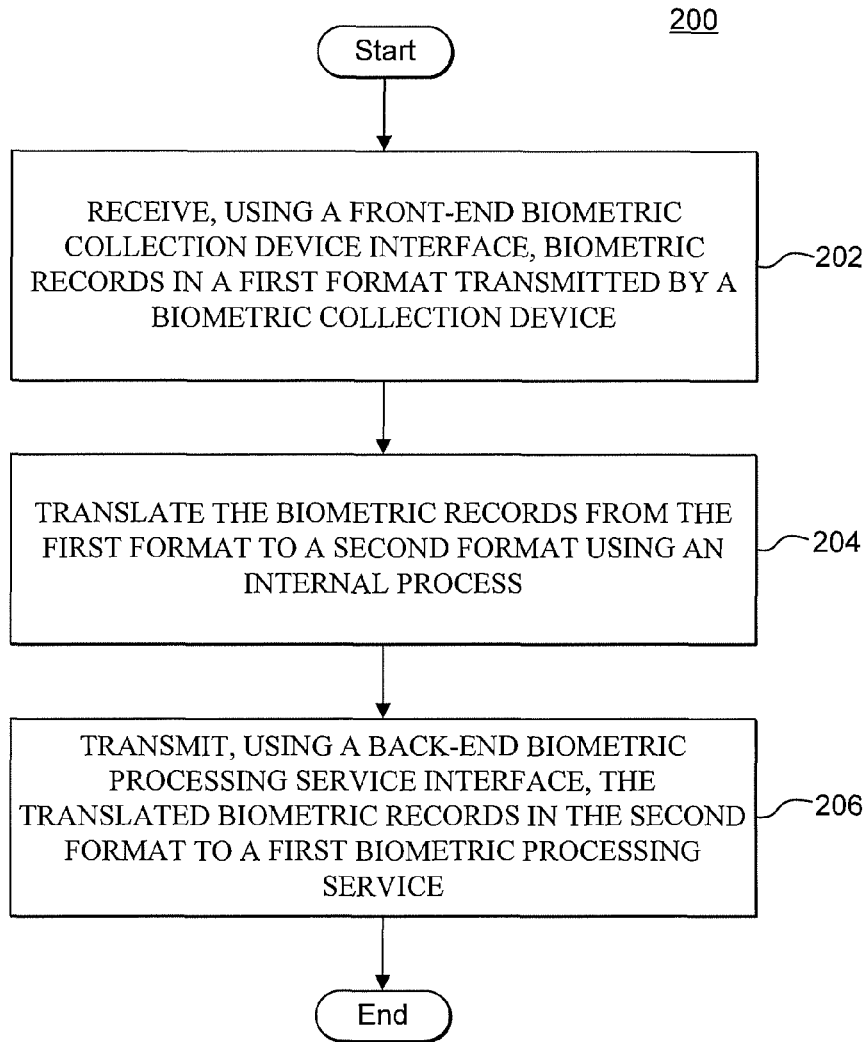 200
Start
RECEIVE, USING A FRONT-END BIOMETRIC
COLLECTION DEVICE INTERFACE, BIOMETRIC
RECORDS IN A FIRST FORMAT TRANSMITTED BY A
BIOMETRIC COLLECTION DEVICE
202
TRANSLATE THE BIOMETRIC RECORDS FROM THE
FIRST FORMAT TO A SECOND FORMAT USING AN
INTERNAL PROCESS
204
TRANSMIT, USING A BACK-END BIOMETRIC
PROCESSING SERVICE INTERFACE, THE
TRANSLATED BIOMETRIC RECORDS IN THE SECOND
FORMAT TO A FIRST BIOMETRIC PROCESSING
SERVICE
206
End